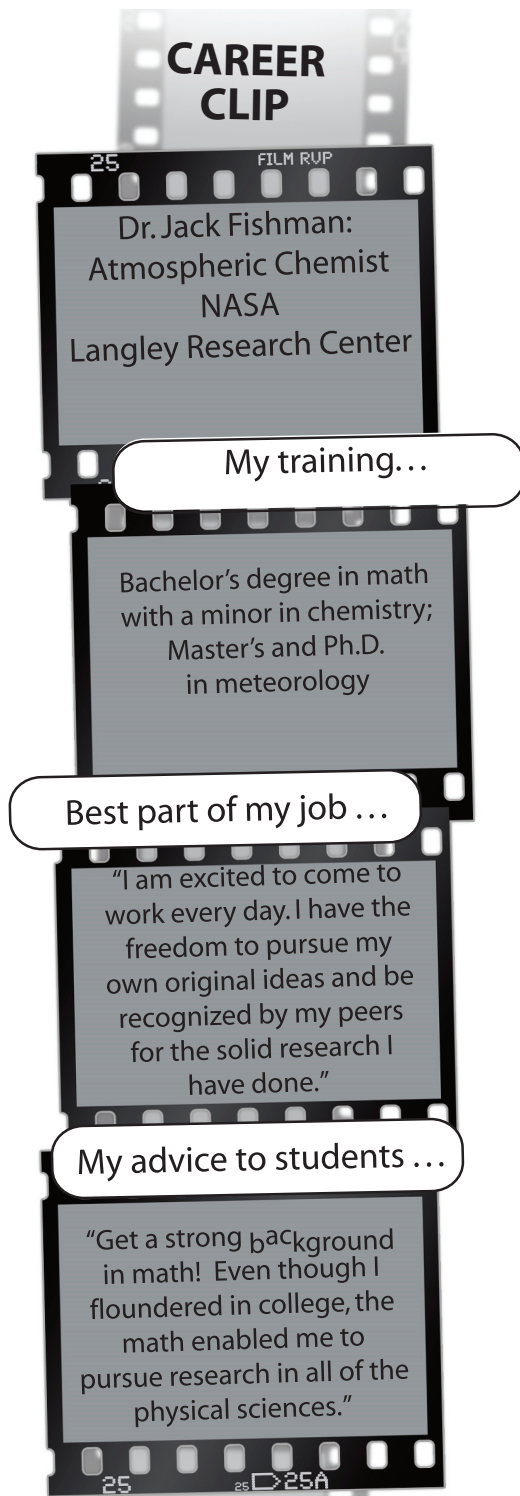 CAREER
CLIP
25 FILM RVP
Dr. Jack Fishman:
Atmospheric Chemist
NASA
Langley Research Center
My training…
Bachelor’s degree in math
with a minor in chemistry;
Master’s and Ph.D.
in meteorology
Best part of my job …
“I am excited to come to
work every day. I have the
freedom to pursue my
own original ideas and be
recognized by my peers
for the solid research I
have done.”
My advice to students …
“Get a strong background
in math!  Even though I
floundered in college, the
math enabled me to
pursue research in all of the
physical sciences.”
25 25 25A